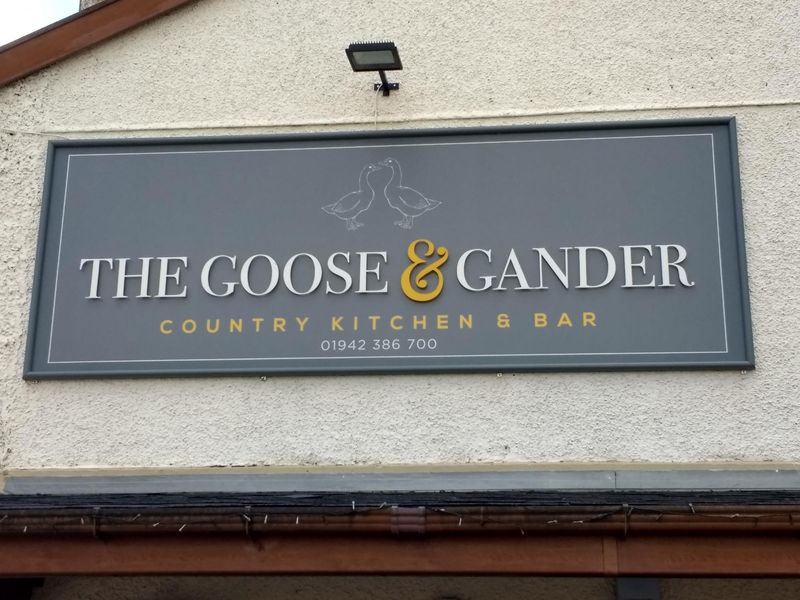 THE GOOSE & GANDER
COUNTRY KITCHEN & BAR
01942 386 700